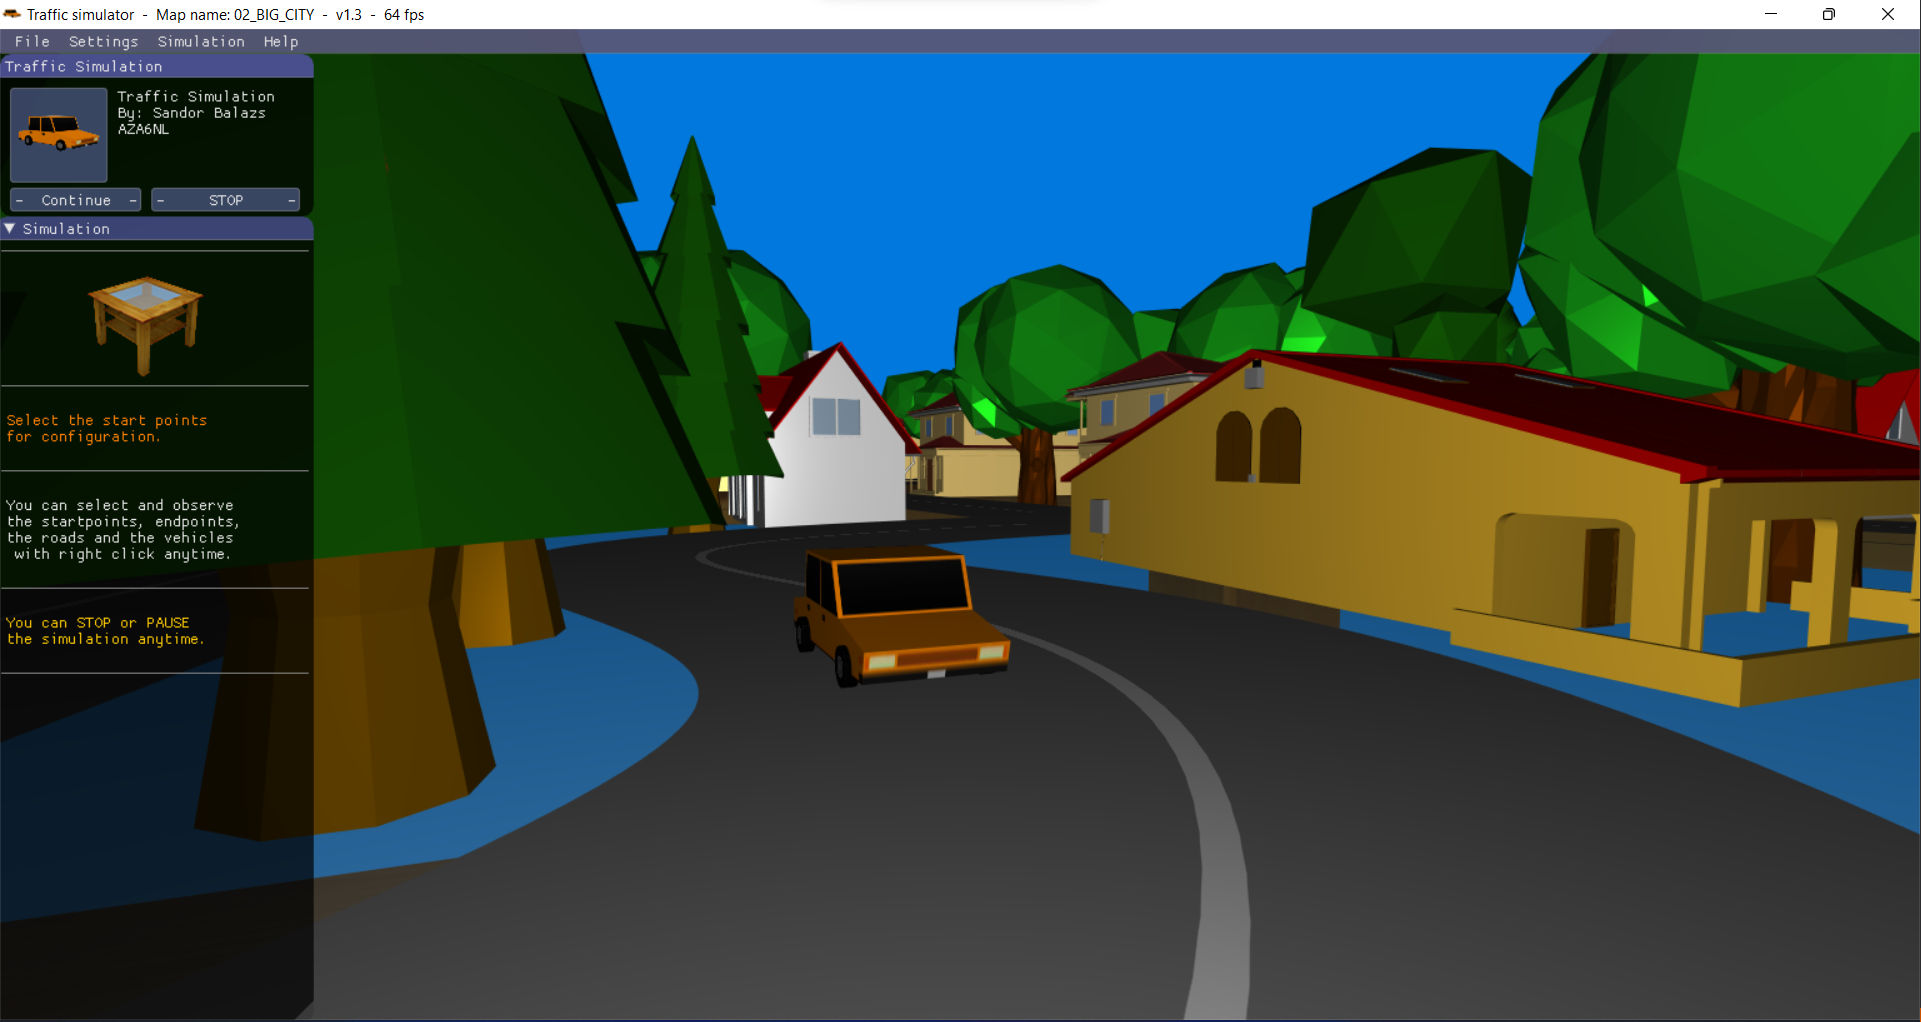 Traffic simulator - Map name: 02_BIG_CITY - v1.3 - 64 fps
File Settings Simulation Help
Traffic Simulation
Traffic Simulation
By: Sandor Balazs
AZA6NL
- Continue - - STOP -
Simulation
Select the start points
for configuration.
You can select and observe
the startpoints, endpoints,
the roads and the vehicles
with right click anytime.
You can STOP or PAUSE
the simulation anytime.